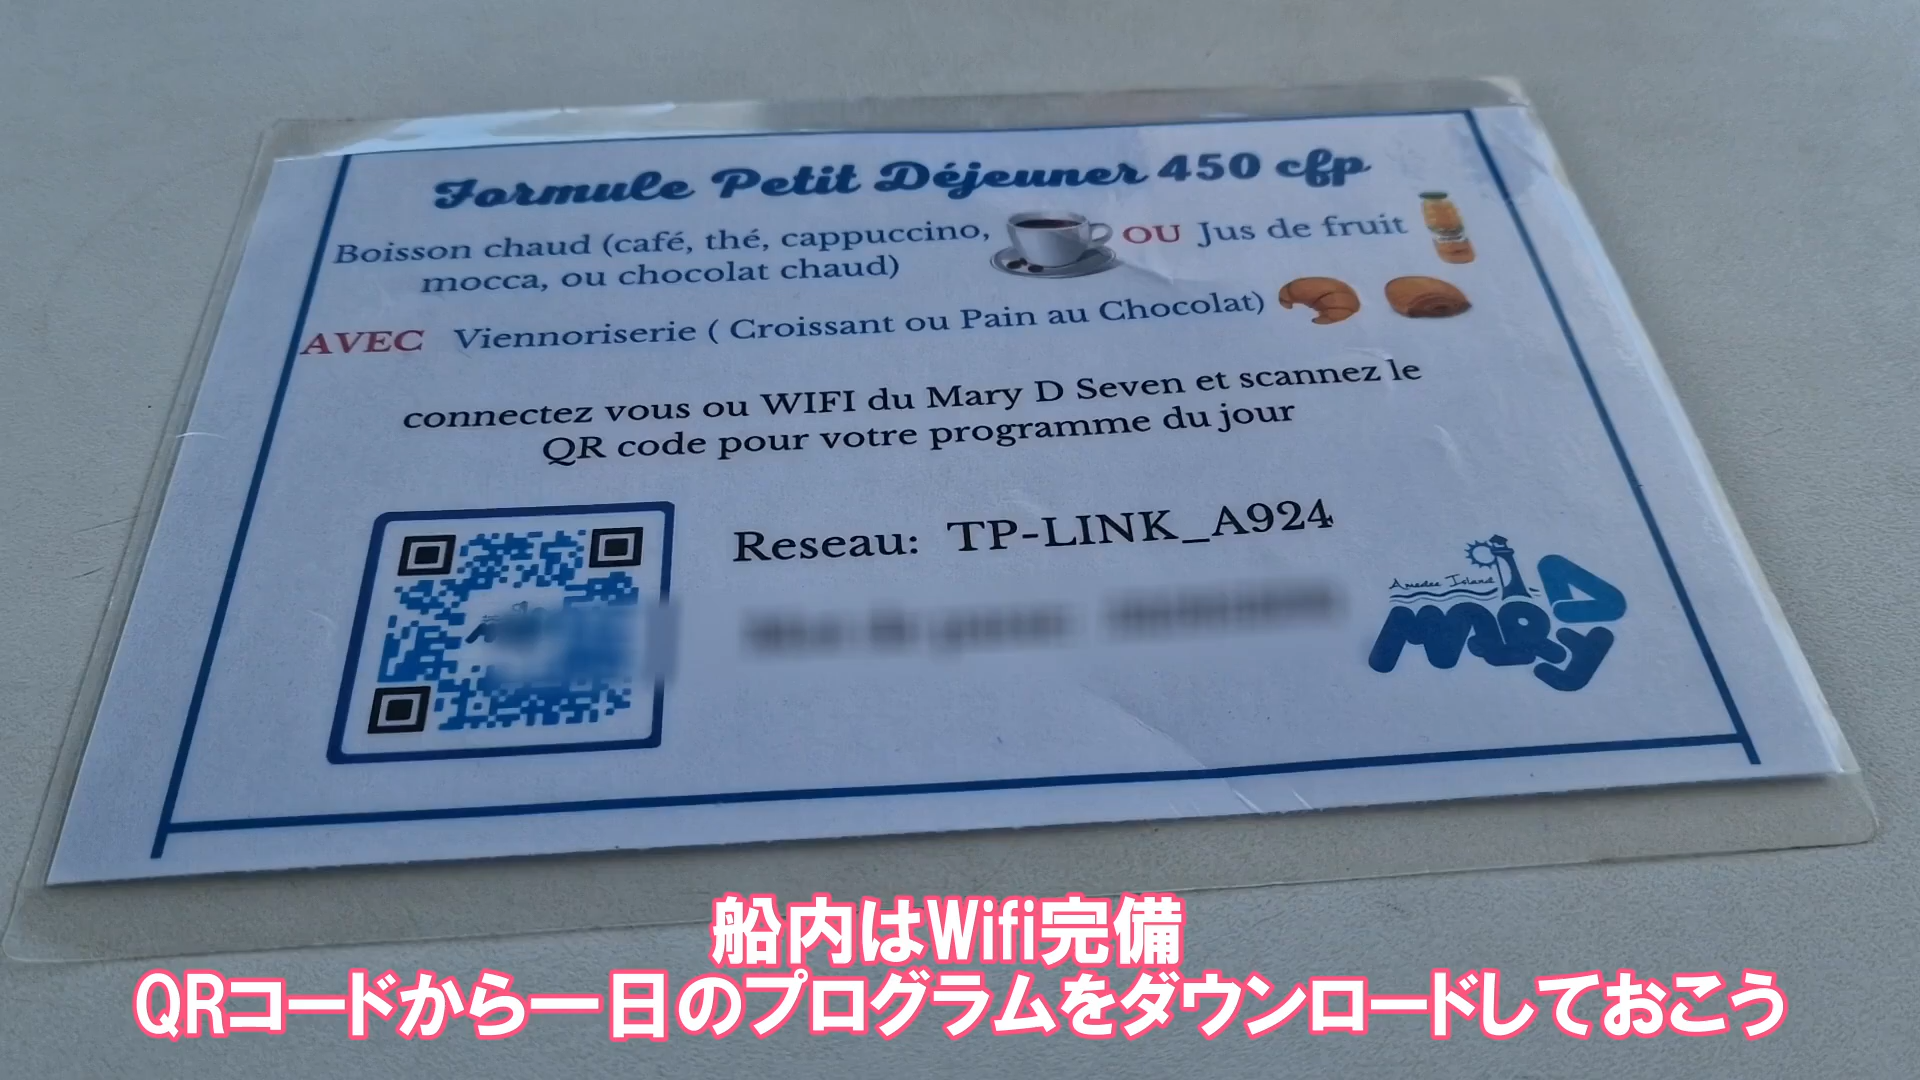 Formule Petit Déjeuner 450 cfp
Boisson chaud (café, thé, cappuccino, OU Jus de fruit
mocca, ou chocolat chaud)
AVEC Viennoriserie ( Croissant ou Pain au Chocolat)
connectez vous ou WIFI du Mary D Seven et scannez le
QR code pour votre programme du jour
Reseau: TP-LINK_A924
Amedee Island
MARY D
船内はWifi完備
QRコードから一日のプログラムをダウンロードしておこう